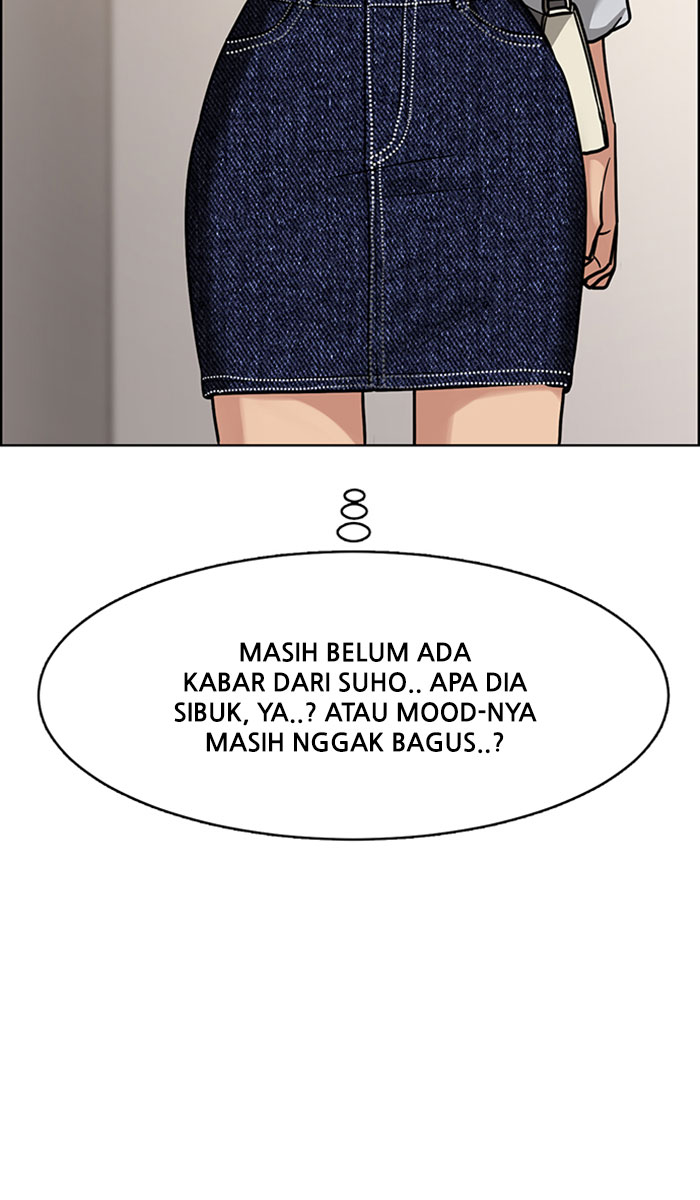 MASIH BELUM ADA
KABAR DARI SUHO.. APA DIA
SIBUK, YA..? ATAU MOOD-NYA
MASIH NGGAK BAGUS..?